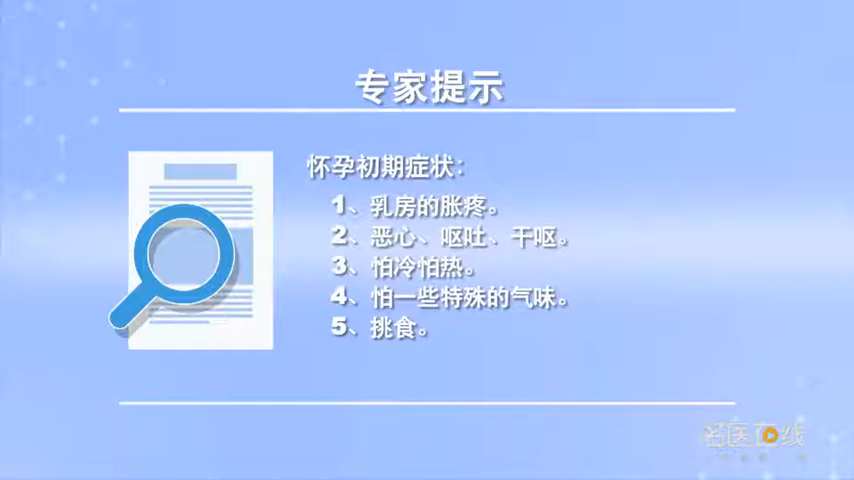 专家提示
怀孕初期症状：
1、乳房的胀疼。
2、恶心、呕吐、干呕。
3、怕冷怕热。
4、怕一些特殊的气味。
5、挑食。
名医在线